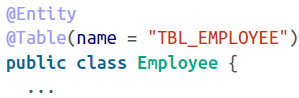 @Entity
@Table(name = "TBL_EMPLOYEE")
public class Employee {
...